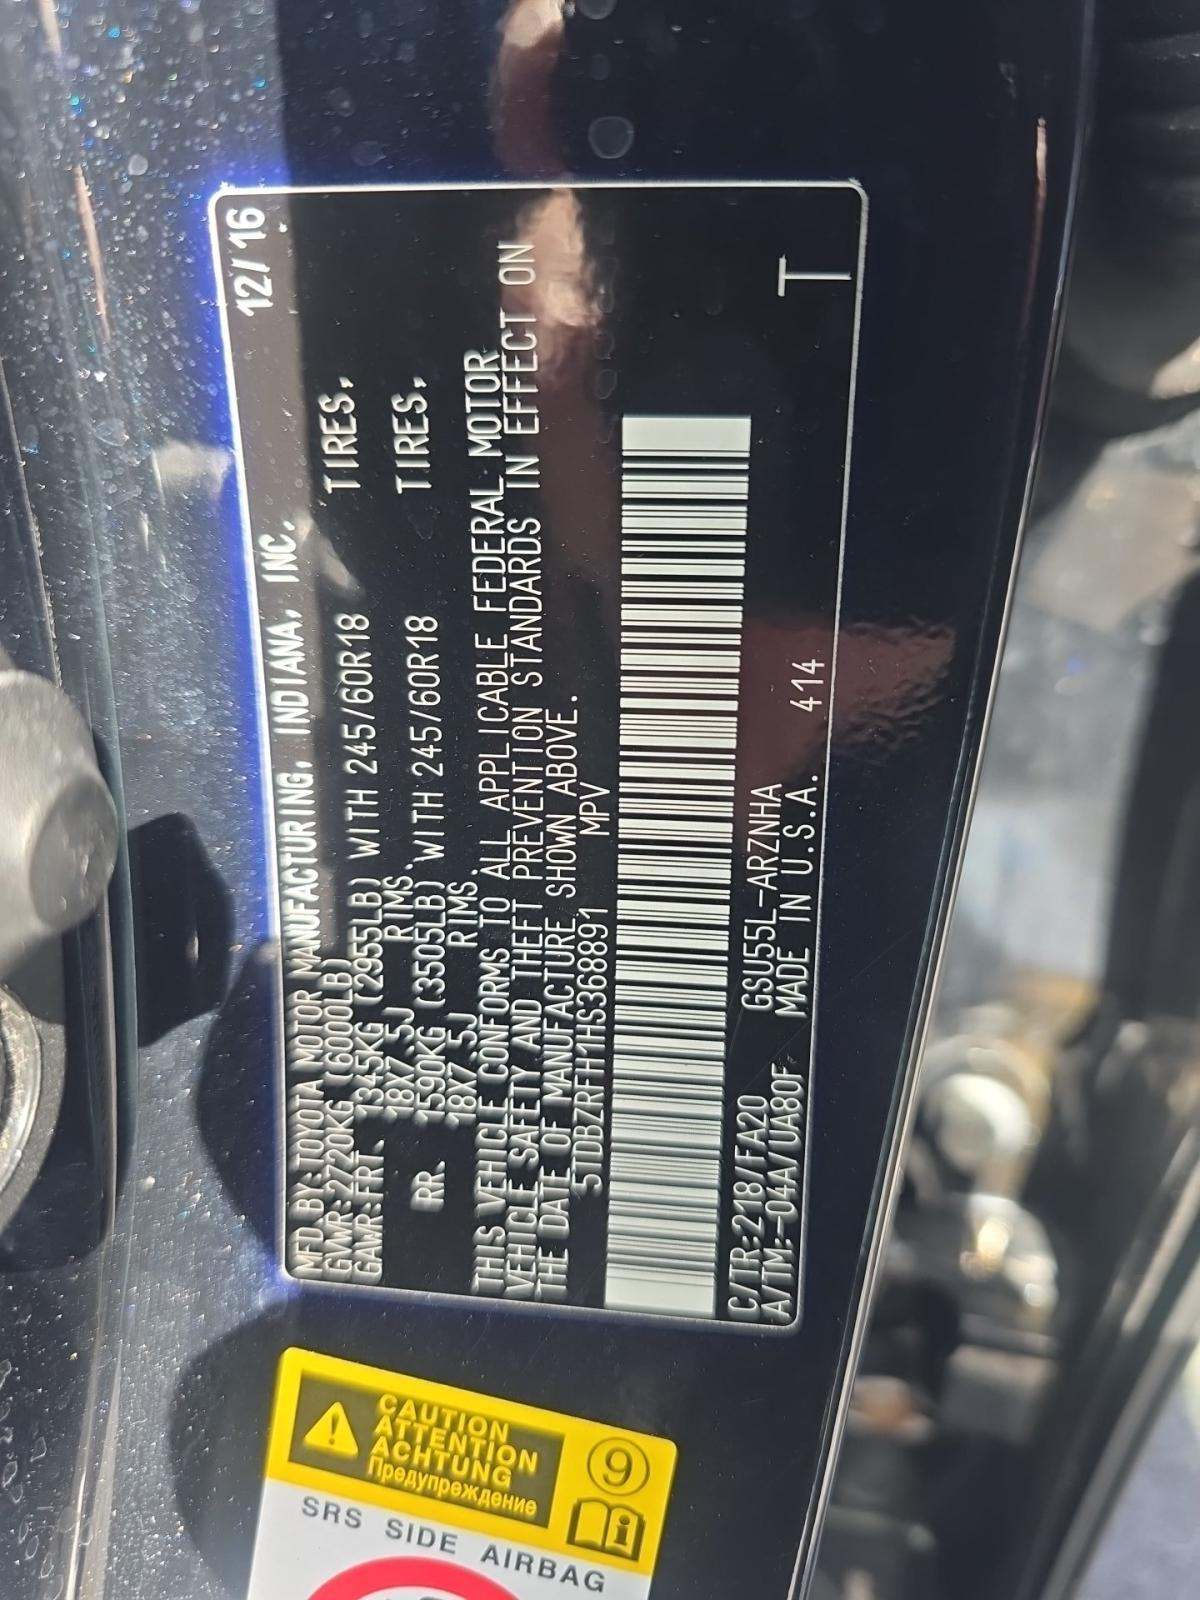 MFD.BY:TOYOTA MOTOR MANUFACTURING, INDIANA, INC. 12/16
GVWR:2720KG (6000LB)
GAWR:FRT. 1345KG (2955LB) WITH 245/60R18 TIRES,
18X7.5J RIMS.
RR. 1590KG (3505LB) WITH 245/60R18 TIRES,
18X7.5J RIMS.
THIS VEHICLE CONFORMS TO ALL APPLICABLE FEDERAL MOTOR
VEHICLE SAFETY AND THEFT PREVENTION STANDARDS IN EFFECT ON
THE DATE OF MANUFACTURE SHOWN ABOVE.
5TDBZRFH1HS368891 MPV
C/TR:218/FA20 GSU55L-ARZNHA
A/TM:-04A/UA80F MADE IN U.S.A. 414 T
CAUTION
ATTENTION
ACHTUNG
Предупреждение
9
i
SRS SIDE AIRBAG